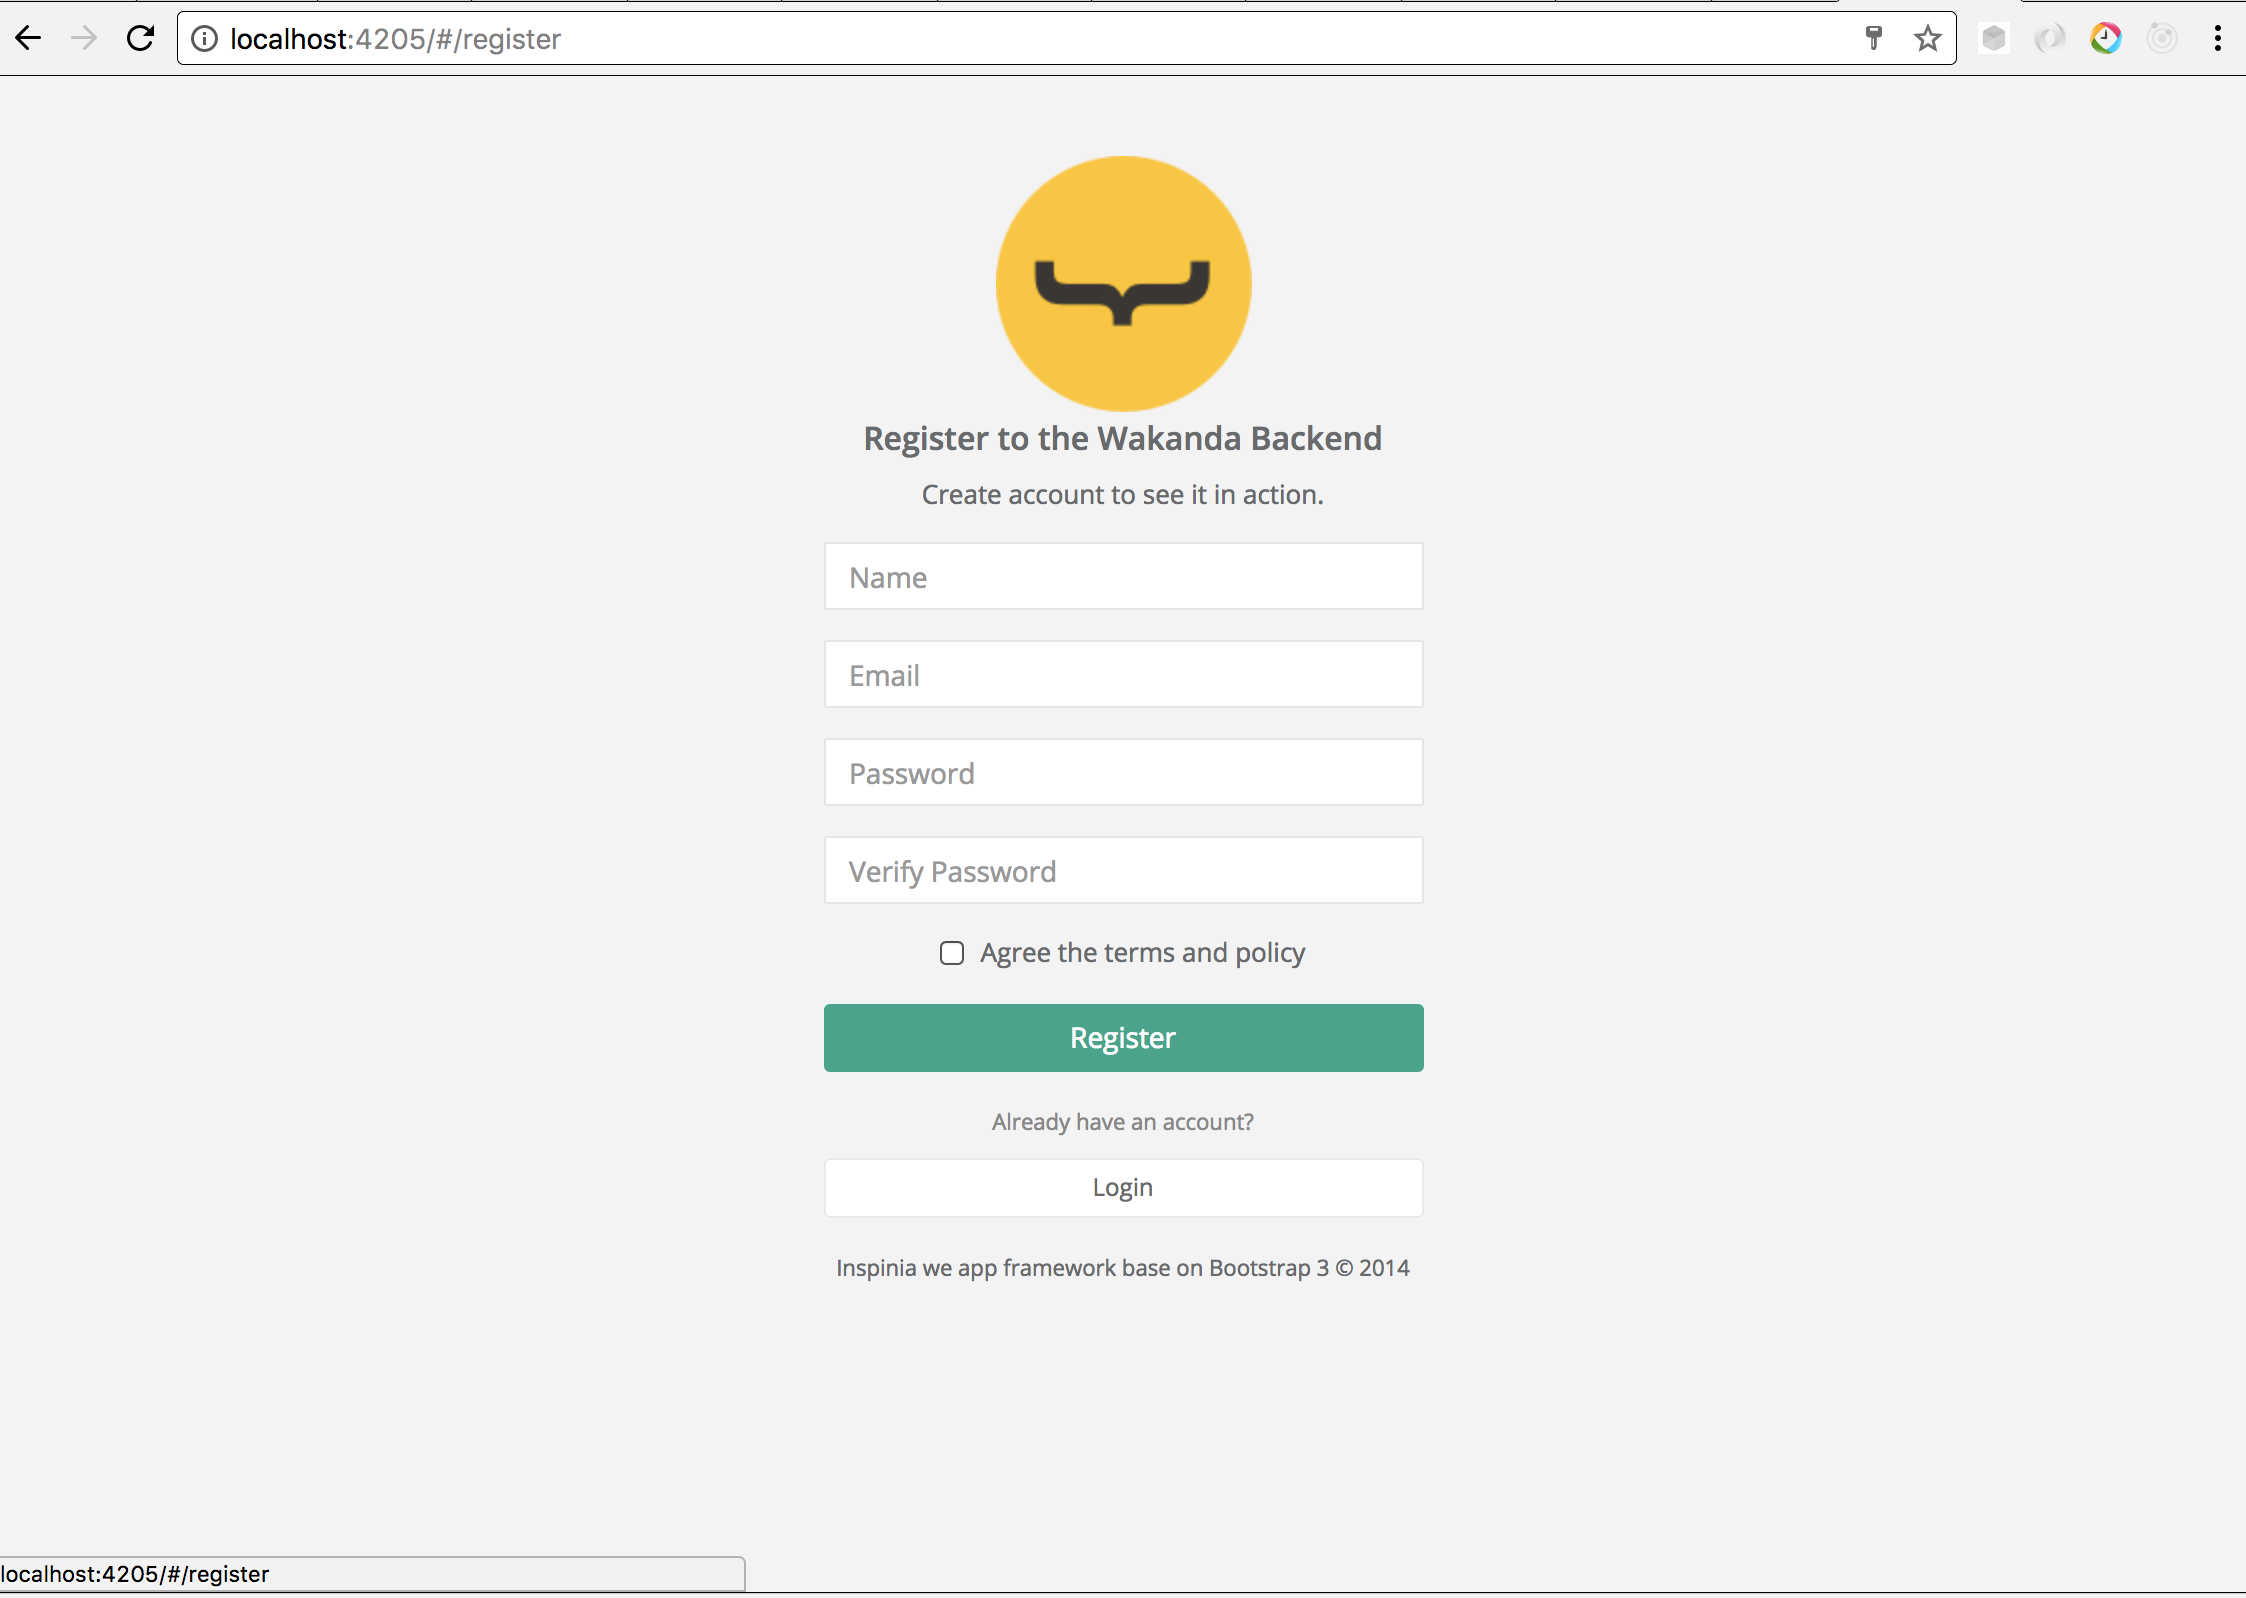 localhost:4205/#/register
Register to the Wakanda Backend
Create account to see it in action.
Name
Email
Password
Verify Password
Agree the terms and policy
Register
Already have an account?
Login
Inspinia we app framework base on Bootstrap 3 © 2014
localhost:4205/#/register